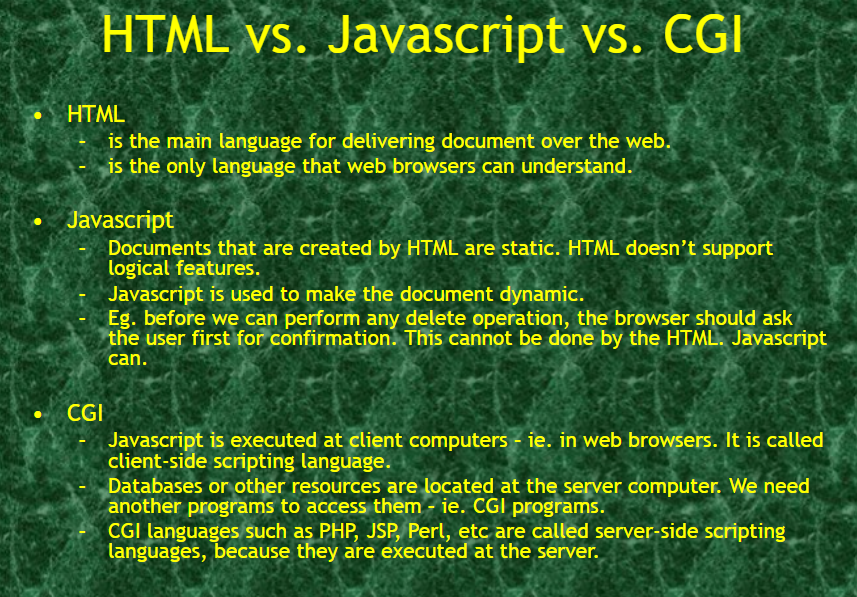 HTML vs. Javascript vs. CGI
• HTML
– is the main language for delivering document over the web.
– is the only language that web browsers can understand.
• Javascript
– Documents that are created by HTML are static. HTML doesn’t support
logical features.
– Javascript is used to make the document dynamic.
– Eg. before we can perform any delete operation, the browser should ask
the user first for confirmation. This cannot be done by the HTML. Javascript
can.
• CGI
– Javascript is executed at client computers – ie. in web browsers. It is called
client-side scripting language.
– Databases or other resources are located at the server computer. We need
another programs to access them – ie. CGI programs.
– CGI languages such as PHP, JSP, Perl, etc are called server-side scripting
languages, because they are executed at the server.